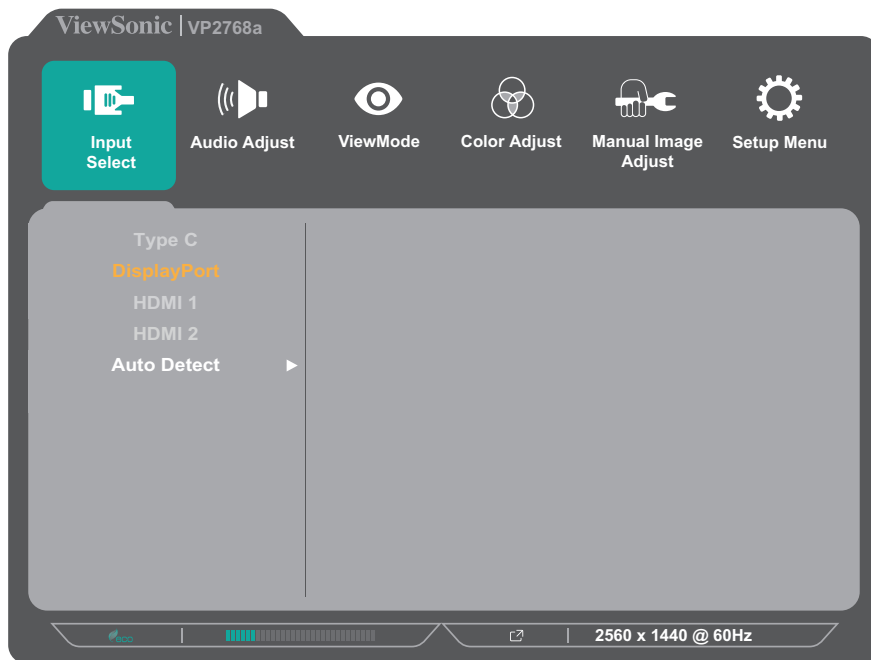 ViewSonic | VP2768a
Input Select
Audio Adjust
ViewMode
Color Adjust
Manual Image Adjust
Setup Menu
Type C
DisplayPort
HDMI 1
HDMI 2
Auto Detect
eco
2560 x 1440 @ 60Hz